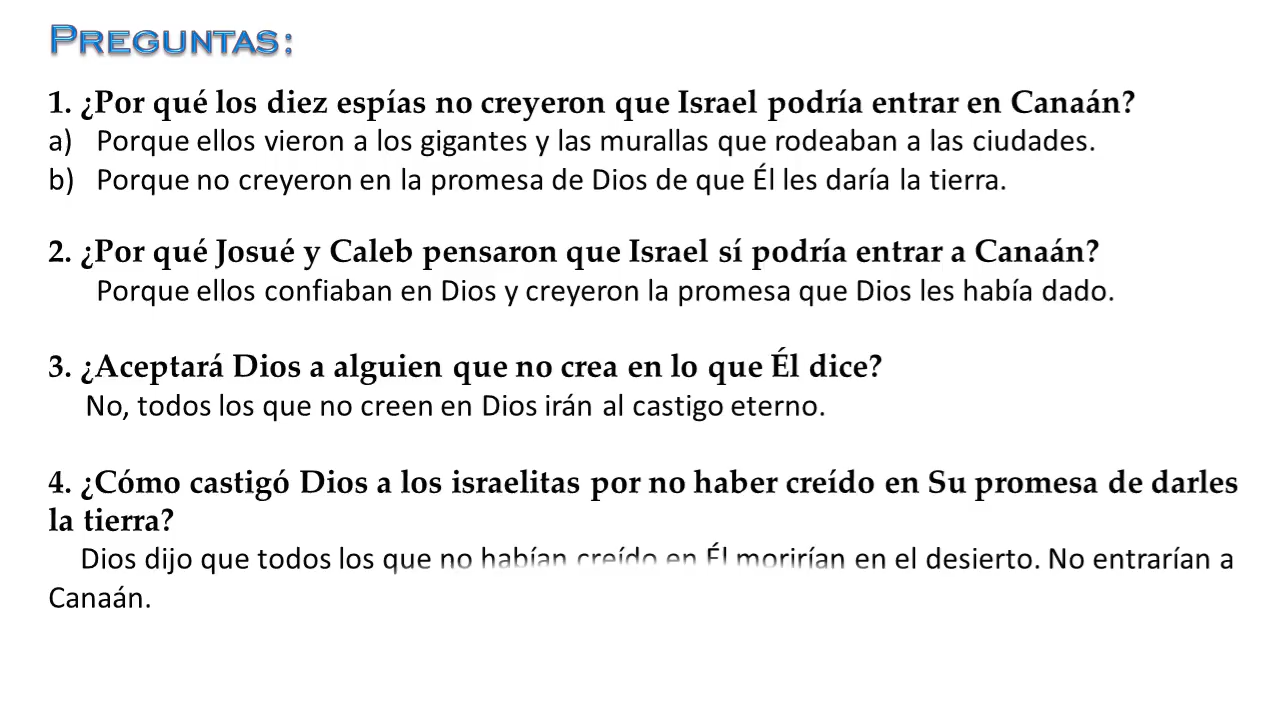 PREGUNTAS:
1. ¿Por qué los diez espías no creyeron que Israel podría entrar en Canaán?
a) Porque ellos vieron a los gigantes y las murallas que rodeaban a las ciudades.
b) Porque no creyeron en la promesa de Dios de que Él les daría la tierra.
2. ¿Por qué Josué y Caleb pensaron que Israel sí podría entrar a Canaán?
Porque ellos confiaban en Dios y creyeron la promesa que Dios les había dado.
3. ¿Aceptará Dios a alguien que no crea en lo que Él dice?
No, todos los que no creen en Dios irán al castigo eterno.
4. ¿Cómo castigó Dios a los israelitas por no haber creído en Su promesa de darles
la tierra?
Dios dijo que todos los que no habían creído en Él morirían en el desierto. No entrarían a
Canaán.